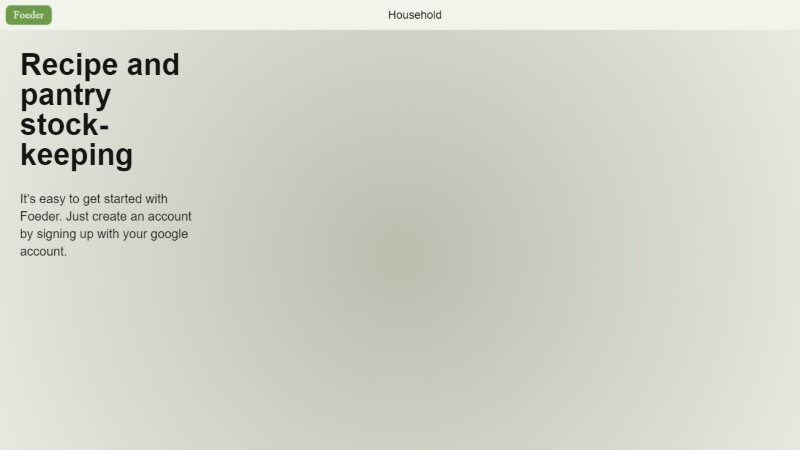 Foeder
Household
Recipe and
pantry
stock-
keeping
It's easy to get started with
Foeder. Just create an account
by signing up with your google
account.